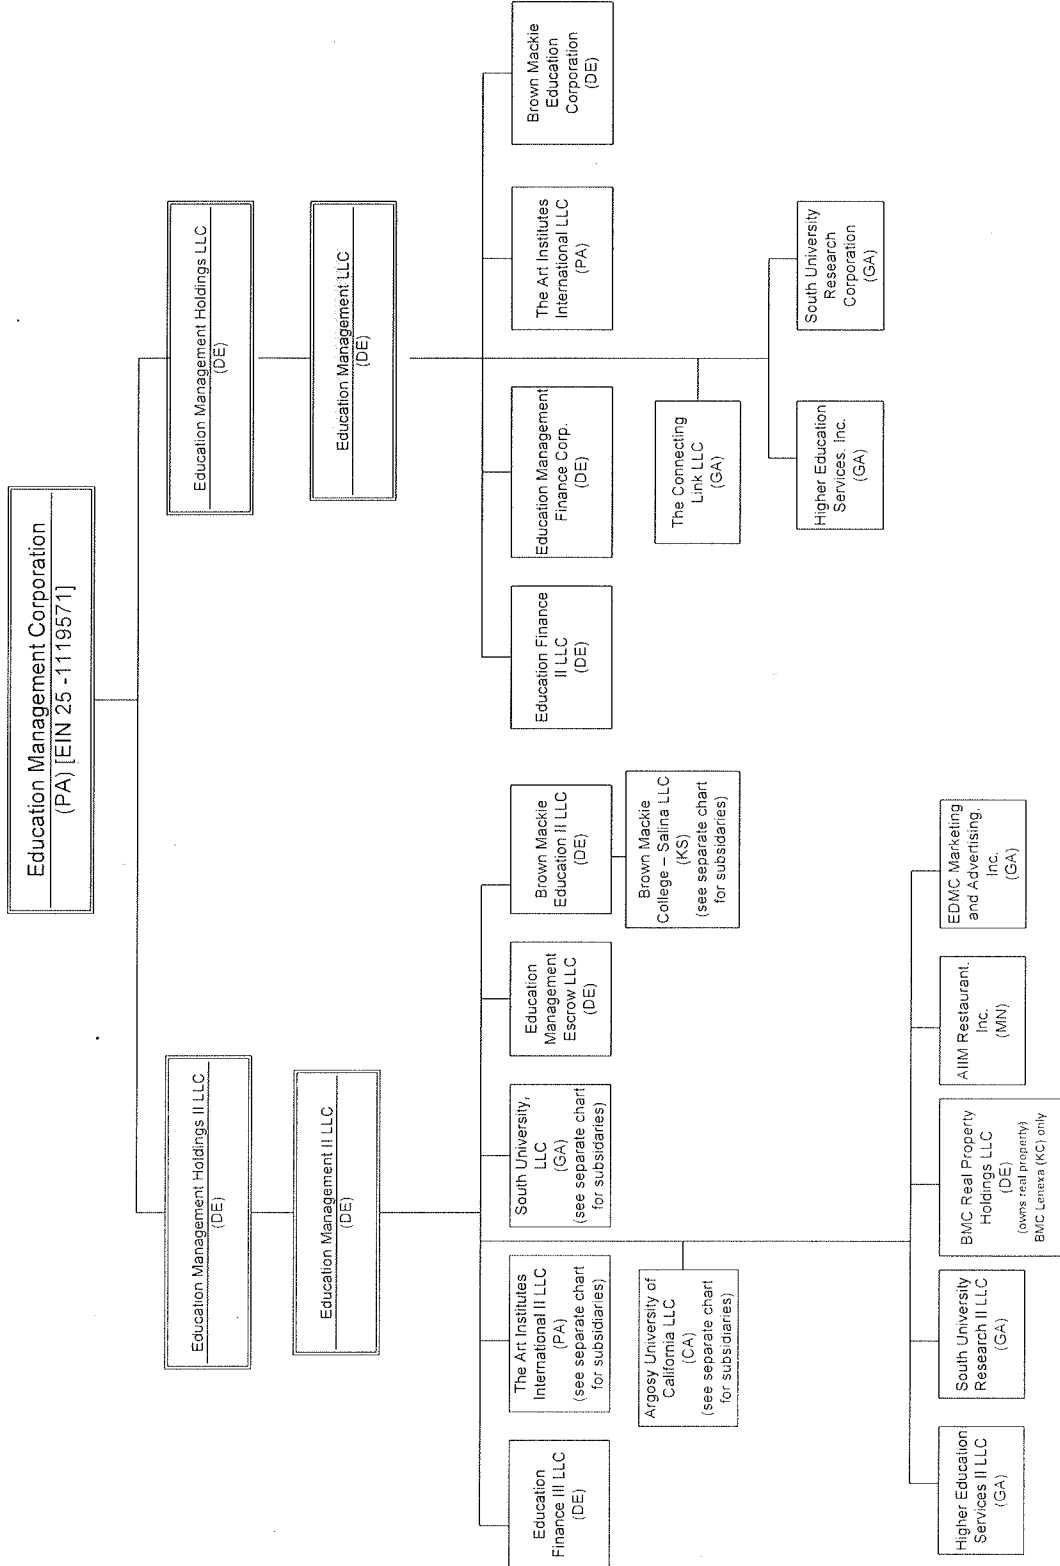 Education Management Corporation
(PA) [EIN 25 -1119571]
Education Management Holdings II LLC
(DE)
Education Management Holdings LLC
(DE)
Education Management II LLC
(DE)
Education Management LLC
(DE)
Education
Finance III LLC
(DE)
The Art Institutes
International II LLC
(PA)
(see separate chart
for subsidiaries)
South University,
LLC
(GA)
(see separate chart
for subsidaries)
Education
Management
Escrow LLC
(DE)
Brown Mackie
Education II LLC
(DE)
Education Finance
II LLC
(DE)
Education Management
Finance Corp.
(DE)
The Art Institutes
International LLC
(PA)
Brown Mackie
Education
Corporation
(DE)
Argosy University of
California LLC
(CA)
(see separate chart
for subsidiaries)
Brown Mackie
College – Salina LLC
(KS)
(see separate chart
for subsidaries)
The Connecting
Link LLC
(GA)
Higher Education
Services, Inc.
(GA)
South University
Research
Corporation
(GA)
Higher Education
Services II LLC
(GA)
South University
Research II LLC
(GA)
BMC Real Property
Holdings LLC
(DE)
(owns real property)
BMC Lenexa (KC) only
AIIM Restaurant,
Inc.
(MN)
EDMC Marketing
and Advertising,
Inc.
(GA)